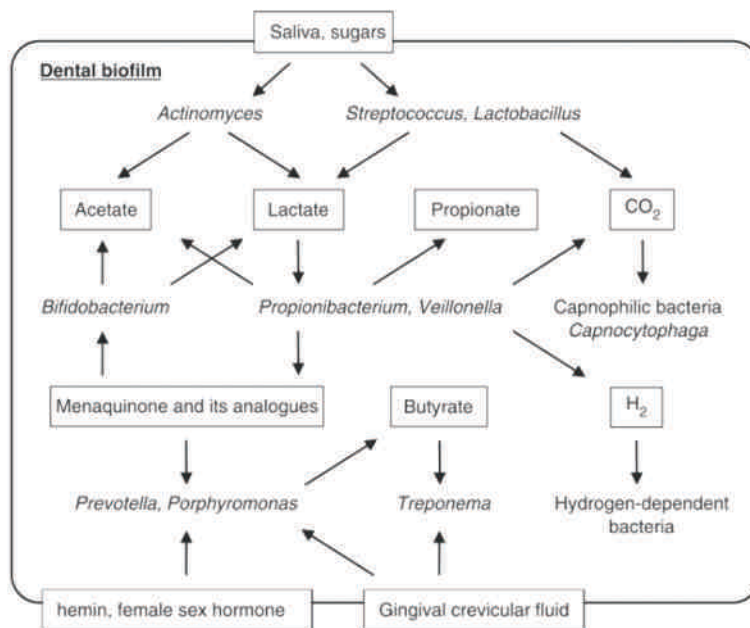 Saliva, sugars
Dental biofilm
Actinomyces
Streptococcus, Lactobacillus
Acetate
Lactate
Propionate
CO₂
Bifidobacterium
Propionibacterium, Veillonella
Capnophilic bacteria
Capnocytophaga
Menaquinone and its analogues
Butyrate
H₂
Prevotella, Porphyromonas
Treponema
Hydrogen-dependent
bacteria
hemin, female sex hormone
Gingival crevicular fluid